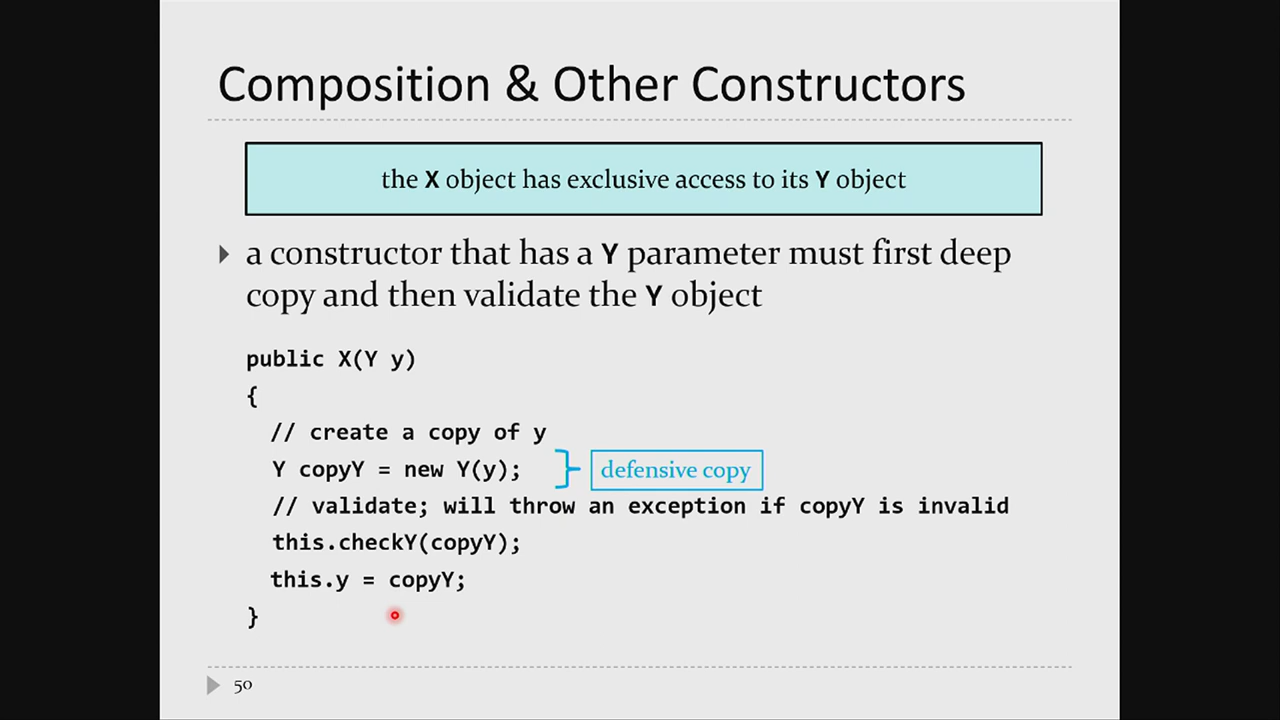 Composition & Other Constructors
the X object has exclusive access to its Y object
a constructor that has a Y parameter must first deep
copy and then validate the Y object
public X(Y y)
{
// create a copy of y
Y copyY = new Y(y);
defensive copy
// validate; will throw an exception if copyY is invalid
this.checkY(copyY);
this.y = copyY;
}
50